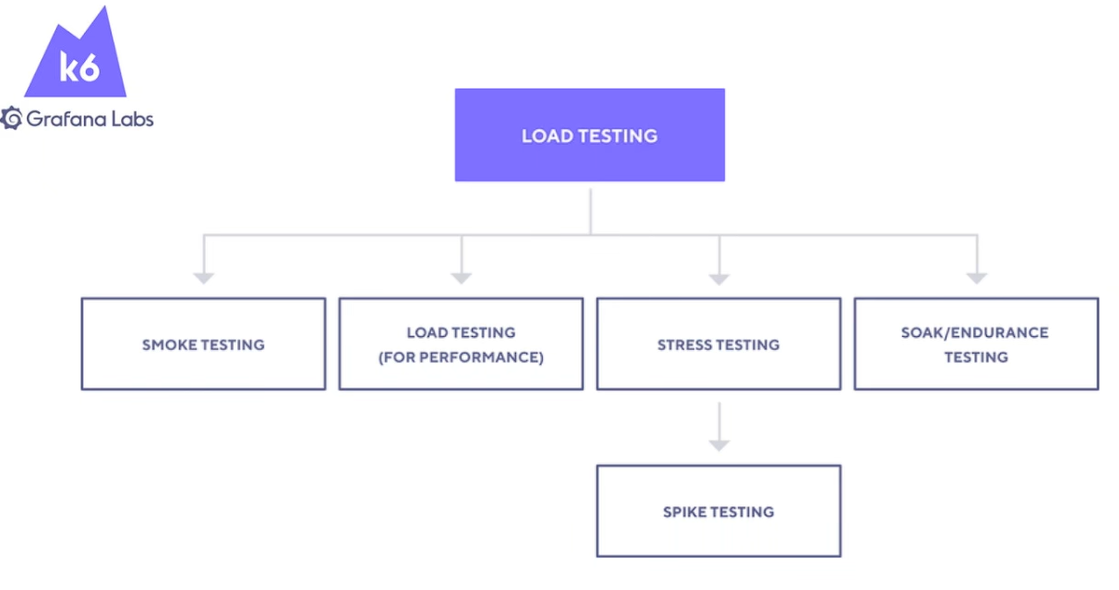 k6
Grafana Labs
LOAD TESTING
SMOKE TESTING
LOAD TESTING
(FOR PERFORMANCE)
STRESS TESTING
SOAK/ENDURANCE
TESTING
SPIKE TESTING